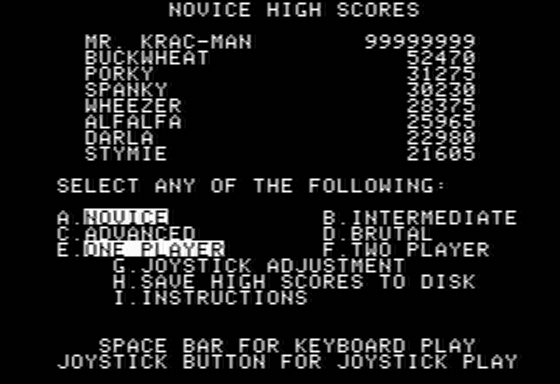 NOVICE HIGH SCORES
MR. KRAC-MAN 99999999
BUCKWHEAT 52470
PORKY 31275
SPANKY 30230
WHEEZER 28375
ALFALFA 25965
DARLA 22980
STYMIE 21605
SELECT ANY OF THE FOLLOWING:
A.NOVICE B.INTERMEDIATE
C.ADVANCED D.BRUTAL
E.ONE PLAYER F.TWO PLAYER
G.JOYSTICK ADJUSTMENT
H.SAVE HIGH SCORES TO DISK
I.INSTRUCTIONS
SPACE BAR FOR KEYBOARD PLAY
JOYSTICK BUTTON FOR JOYSTICK PLAY